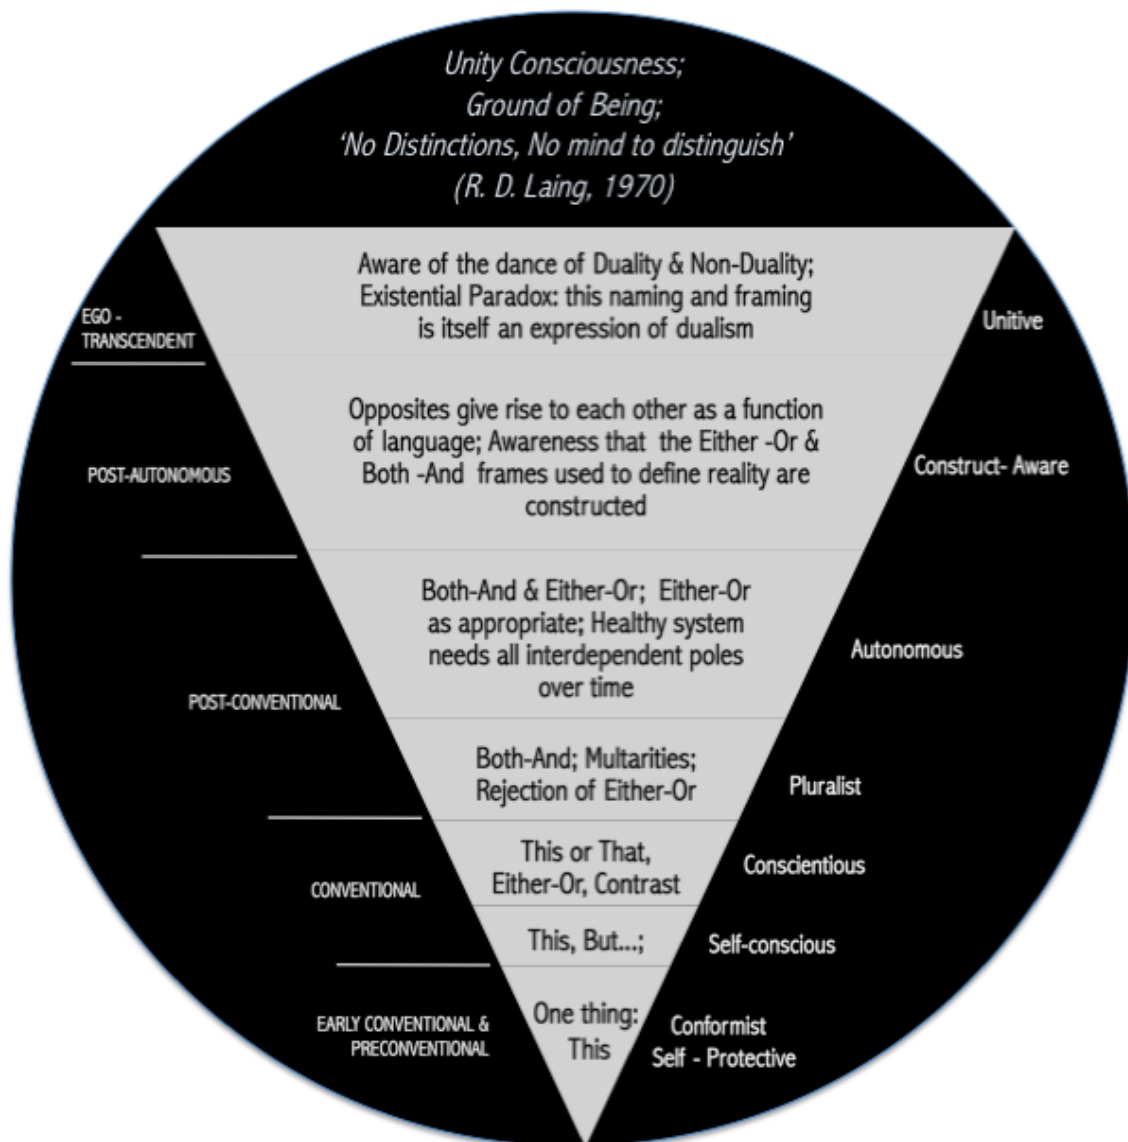 Unity Consciousness;
Ground of Being;
‘No Distinctions, No mind to distinguish’
(R. D. Laing, 1970)
Aware of the dance of Duality & Non-Duality;
Existential Paradox: this naming and framing
is itself an expression of dualism
EGO -
TRANSCENDENT
Unitive
Opposites give rise to each other as a function
of language; Awareness that the Either -Or &
Both -And frames used to define reality are
constructed
POST-AUTONOMOUS
Construct- Aware
Both-And & Either-Or; Either-Or
as appropriate; Healthy system
needs all interdependent poles
over time
Autonomous
POST-CONVENTIONAL
Both-And; Multarities;
Rejection of Either-Or
Pluralist
This or That,
Either-Or, Contrast
Conscientious
CONVENTIONAL
This, But...;
Self-conscious
EARLY CONVENTIONAL &
PRECONVENTIONAL
One thing:
This
Conformist
Self - Protective